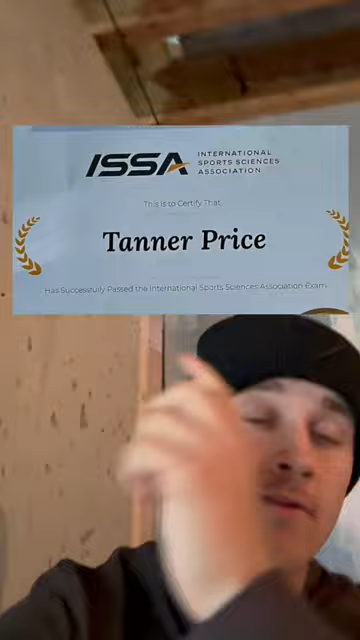 ISSA
INTERNATIONAL
SPORTS SCIENCES
ASSOCIATION
This is to Certify That
Tanner Price
Has Successfully Passed the International Sports Sciences Association Exam